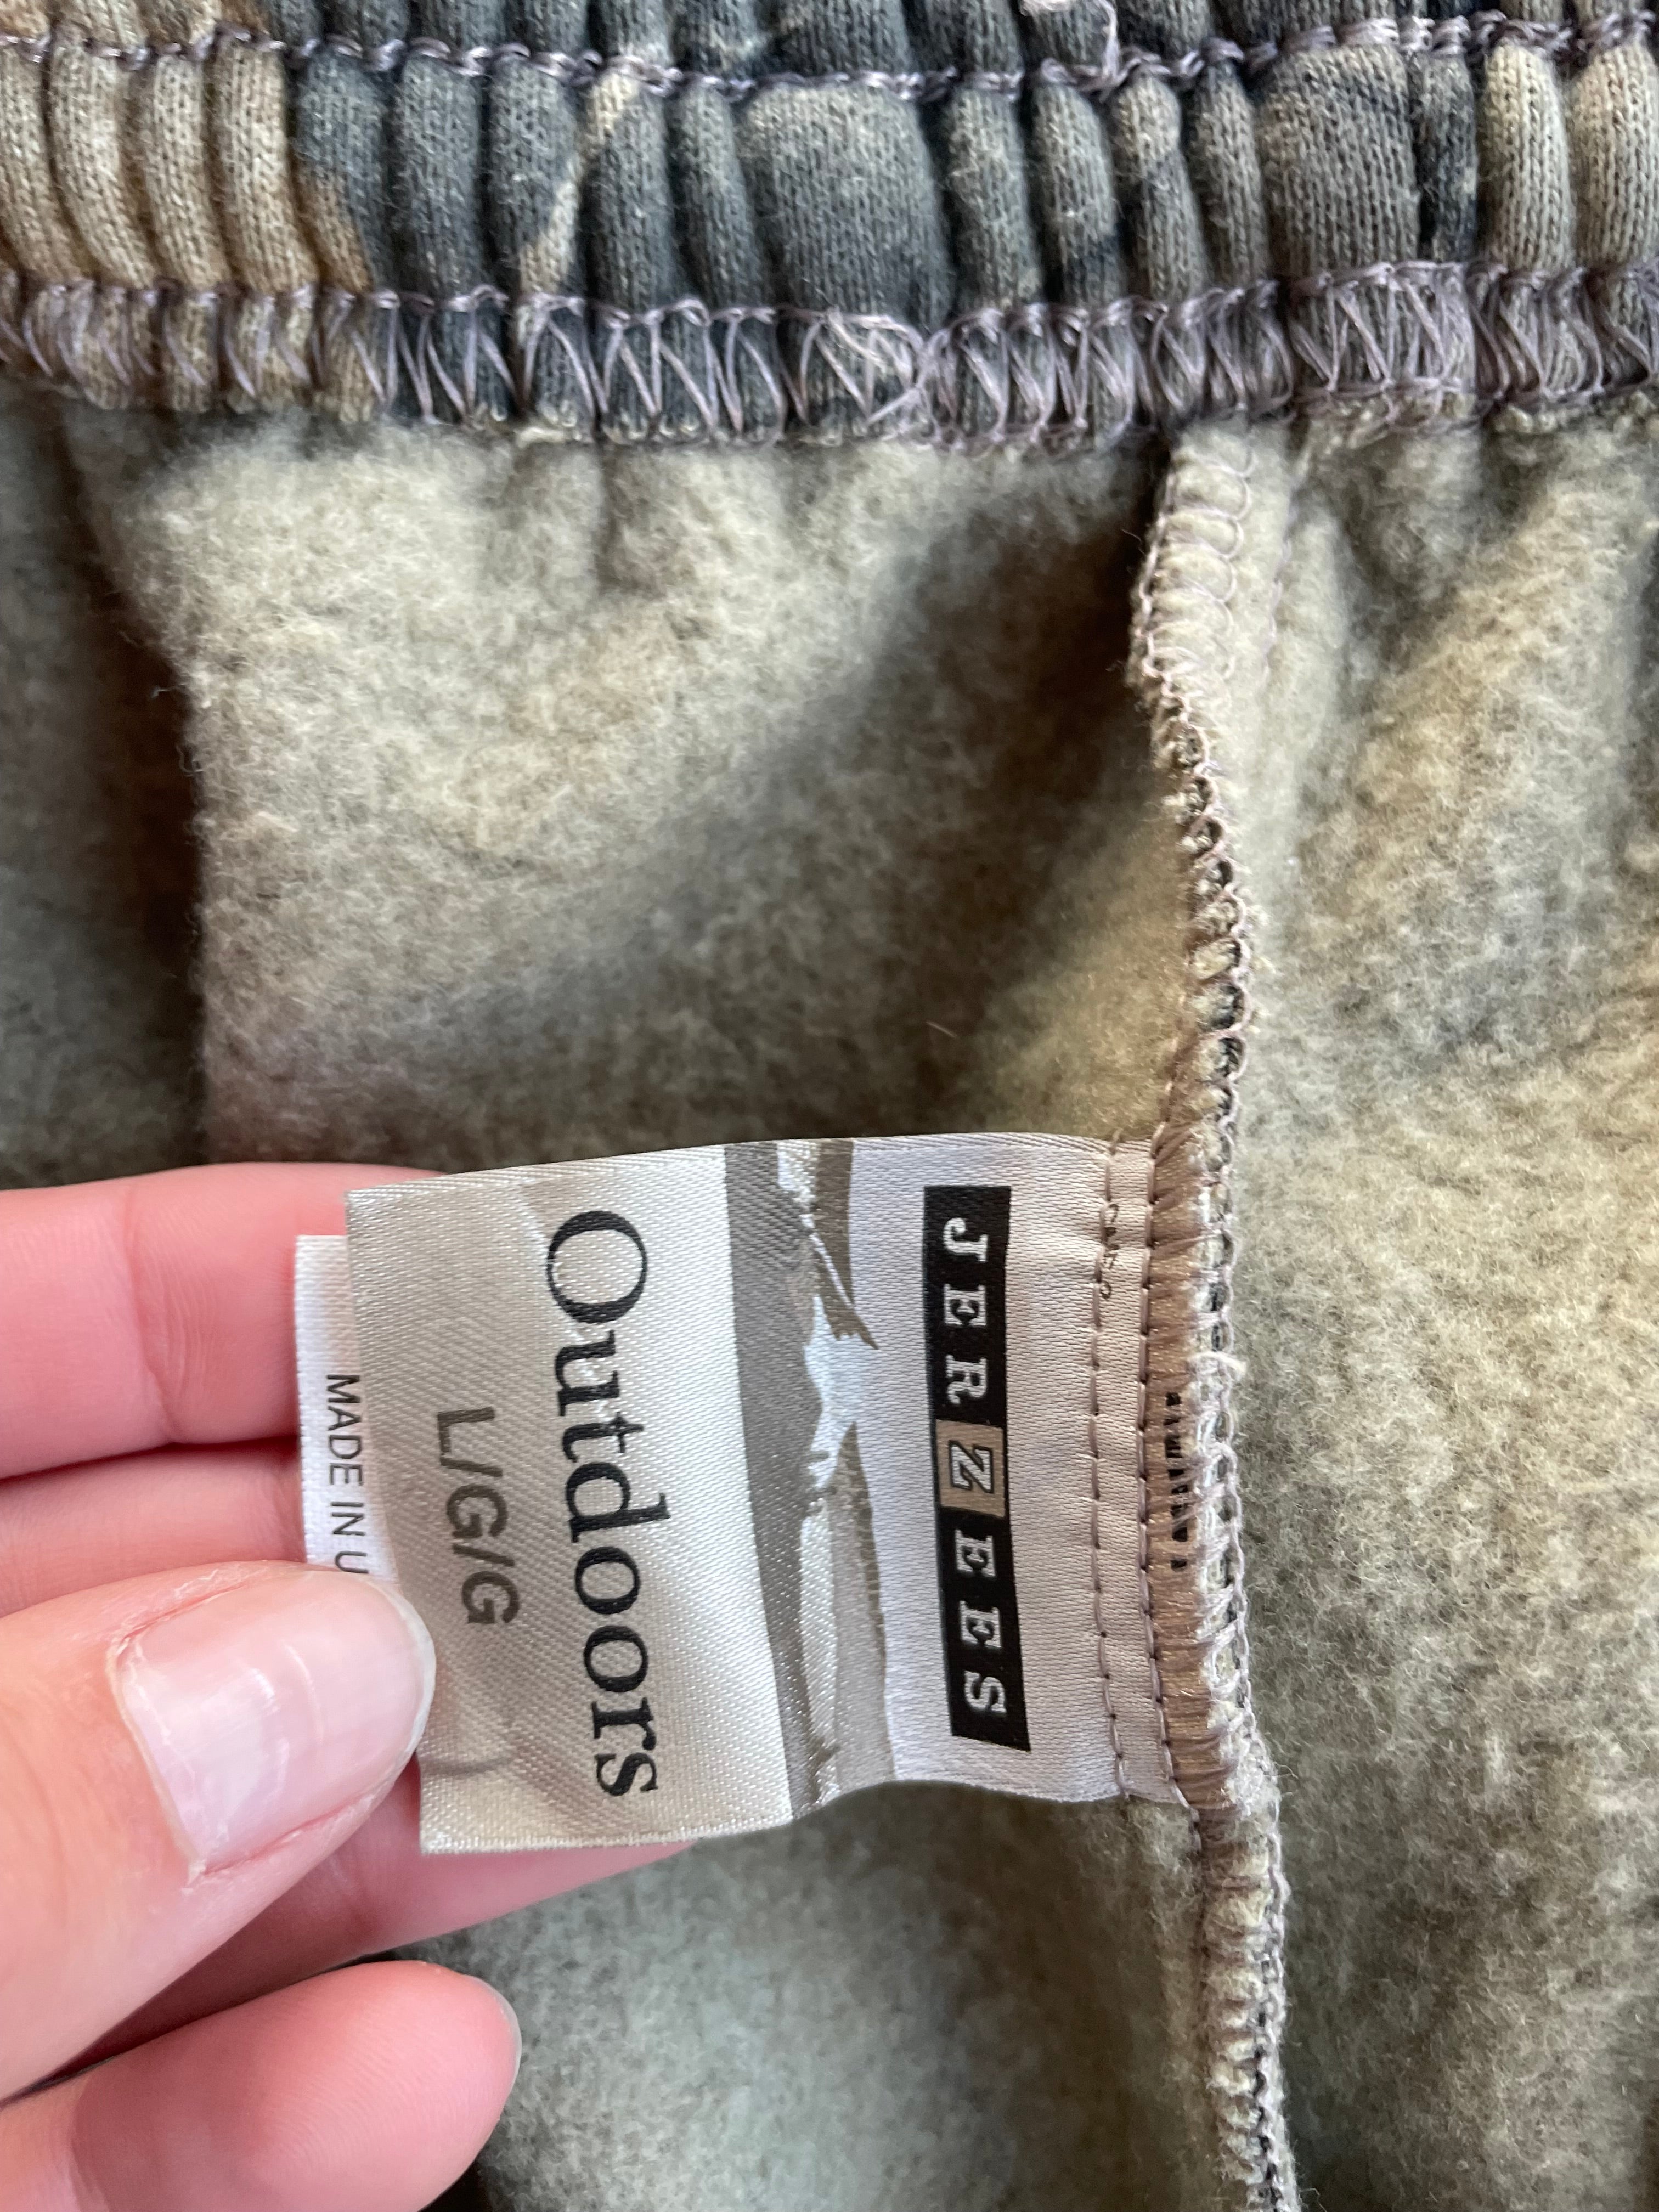 JERZEES
Outdoors
L/G/G
MADE IN U